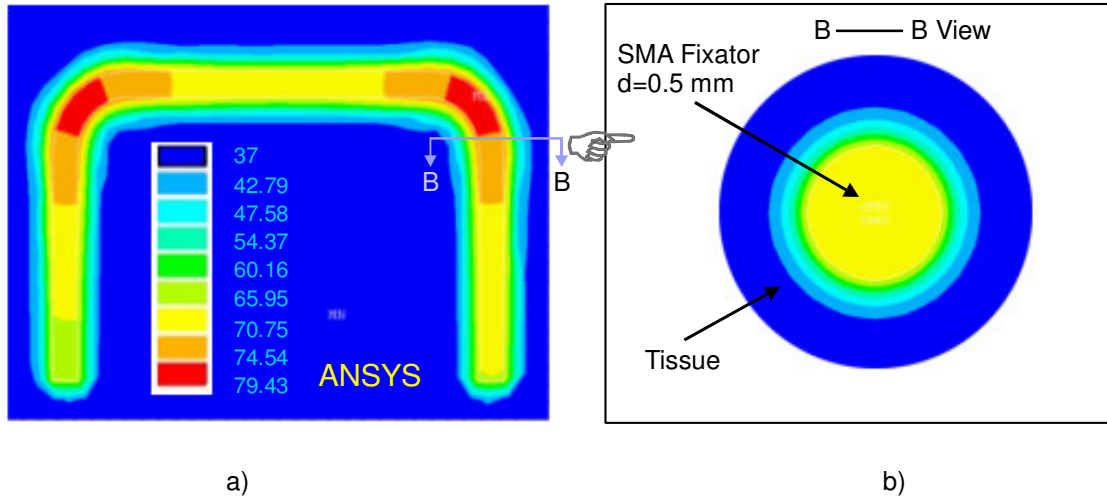 B B View
SMA Fixator
d=0.5 mm
37
42.79
47.58
54.37
60.16
65.95
70.75
74.54
79.43
B
B
ANSYS
Tissue
a)
b)